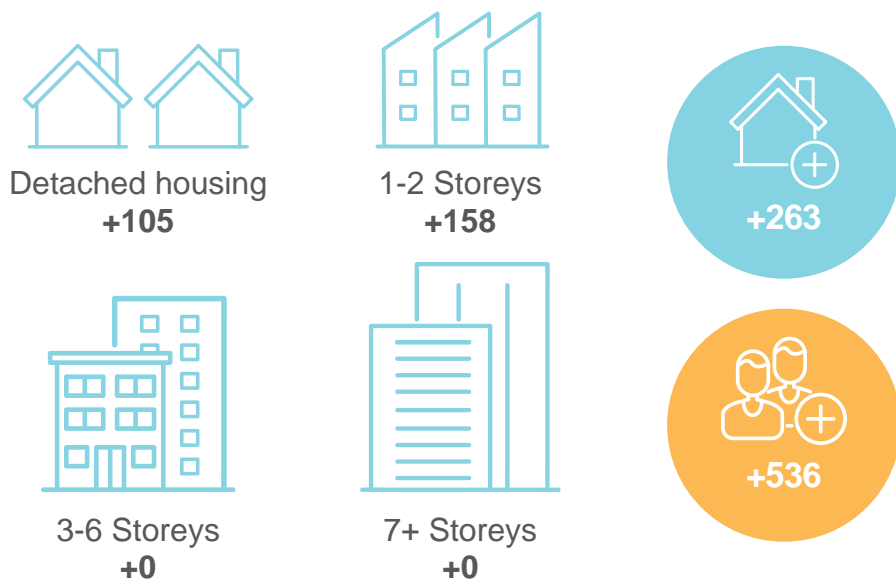 Detached housing
+105
1-2 Storeys
+158
+263
3-6 Storeys
+0
7+ Storeys
+0
+536